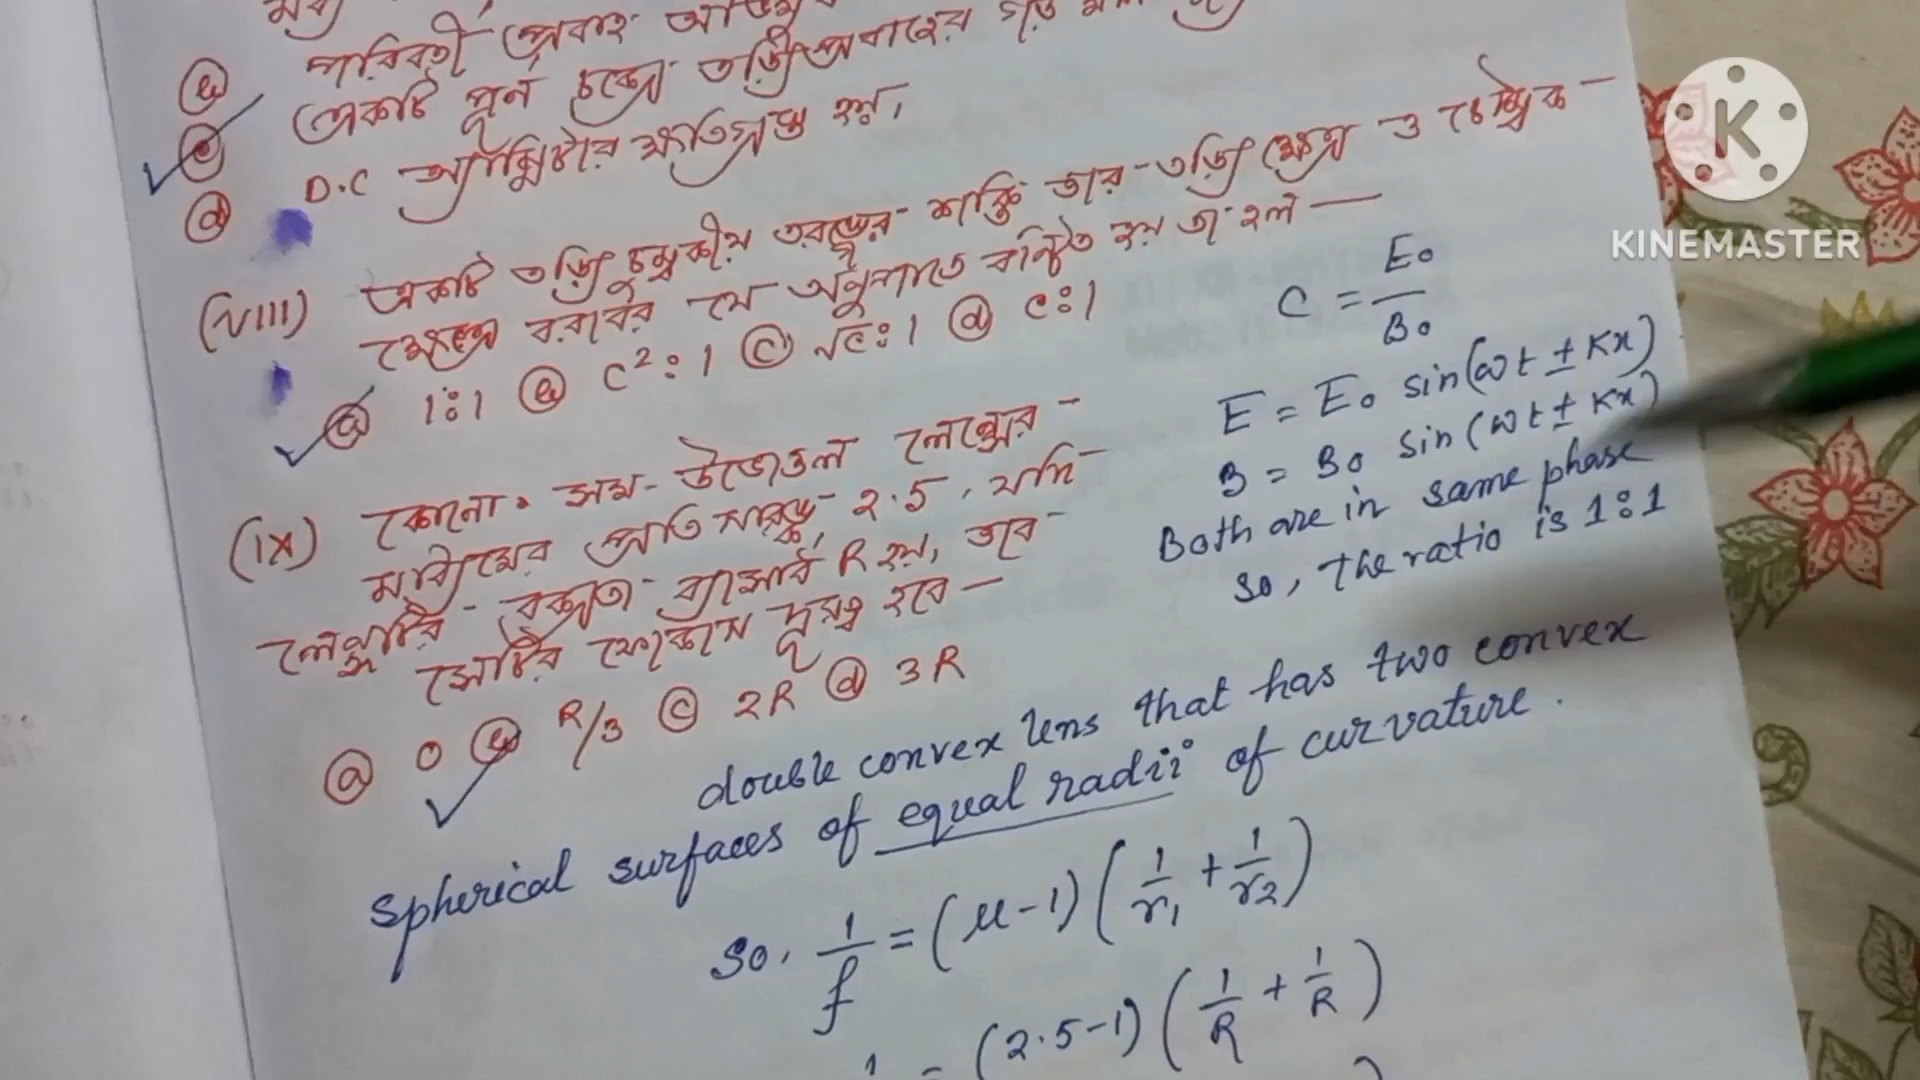 ⓑ পরিবর্তী প্রবাহ
ⓒ একটি পূর্ন চক্রে তড়িৎপ্রবাহের গড় মান
ⓓ D.C অ্যামিটার ক্ষতিগ্রস্ত হয়।
(VIII) একটি তড়িৎ চুম্বকীয় তরঙ্গের শক্তি তার তড়িৎ ক্ষেত্র ও চৌম্বক -
ক্ষেত্রে বরাবর যে অনুপাতে বন্টিত হয় তা হল —
ⓐ 1:1 ⓑ C²:1 ⓒ √C:1 ⓓ C:1
C = E₀/B₀
E = E₀ sin(ωt ± Kx)
B = B₀ sin(ωt ± Kx)
Both are in same phase
So, The ratio is 1:1
(IX) কোনো সম-উভোত্তল লেন্সের -
মাধ্যমের প্রতিসারঙ্ক 2.5, যদি
লেন্সটির বক্রতা ব্যাসার্ধ R হয়, তবে
সেটির ফোকাস দূরত্ব হবে —
ⓐ 0 ⓑ R/3 ⓒ 2R ⓓ 3R
double convex lens that has two convex
spherical surfaces of equal radii of curvature.
So, 1/f = (μ-1) (1/r₁ + 1/r₂)
= (2.5-1) (1/R + 1/R)
KINEMASTER